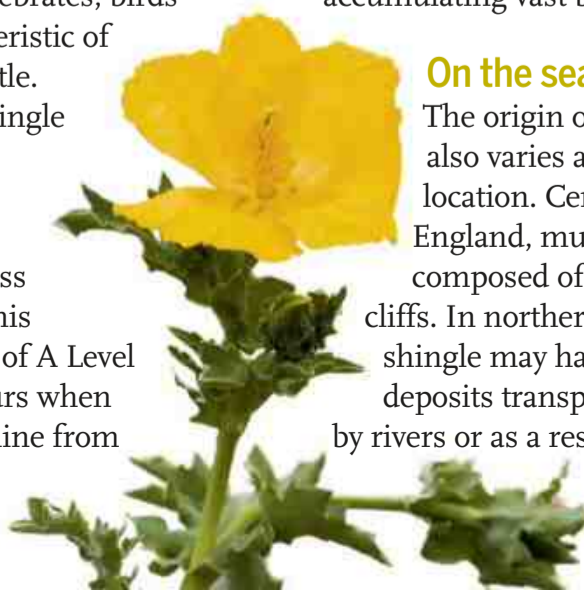 ebrates, birds
eristic of
tle.
ingle
ss
nis
of A Level
urs when
line from
accumulating vast
On the sea
The origin o
also varies a
location. Cer
England, mu
composed of
cliffs. In norther
shingle may ha
deposits transp
by rivers or as a res